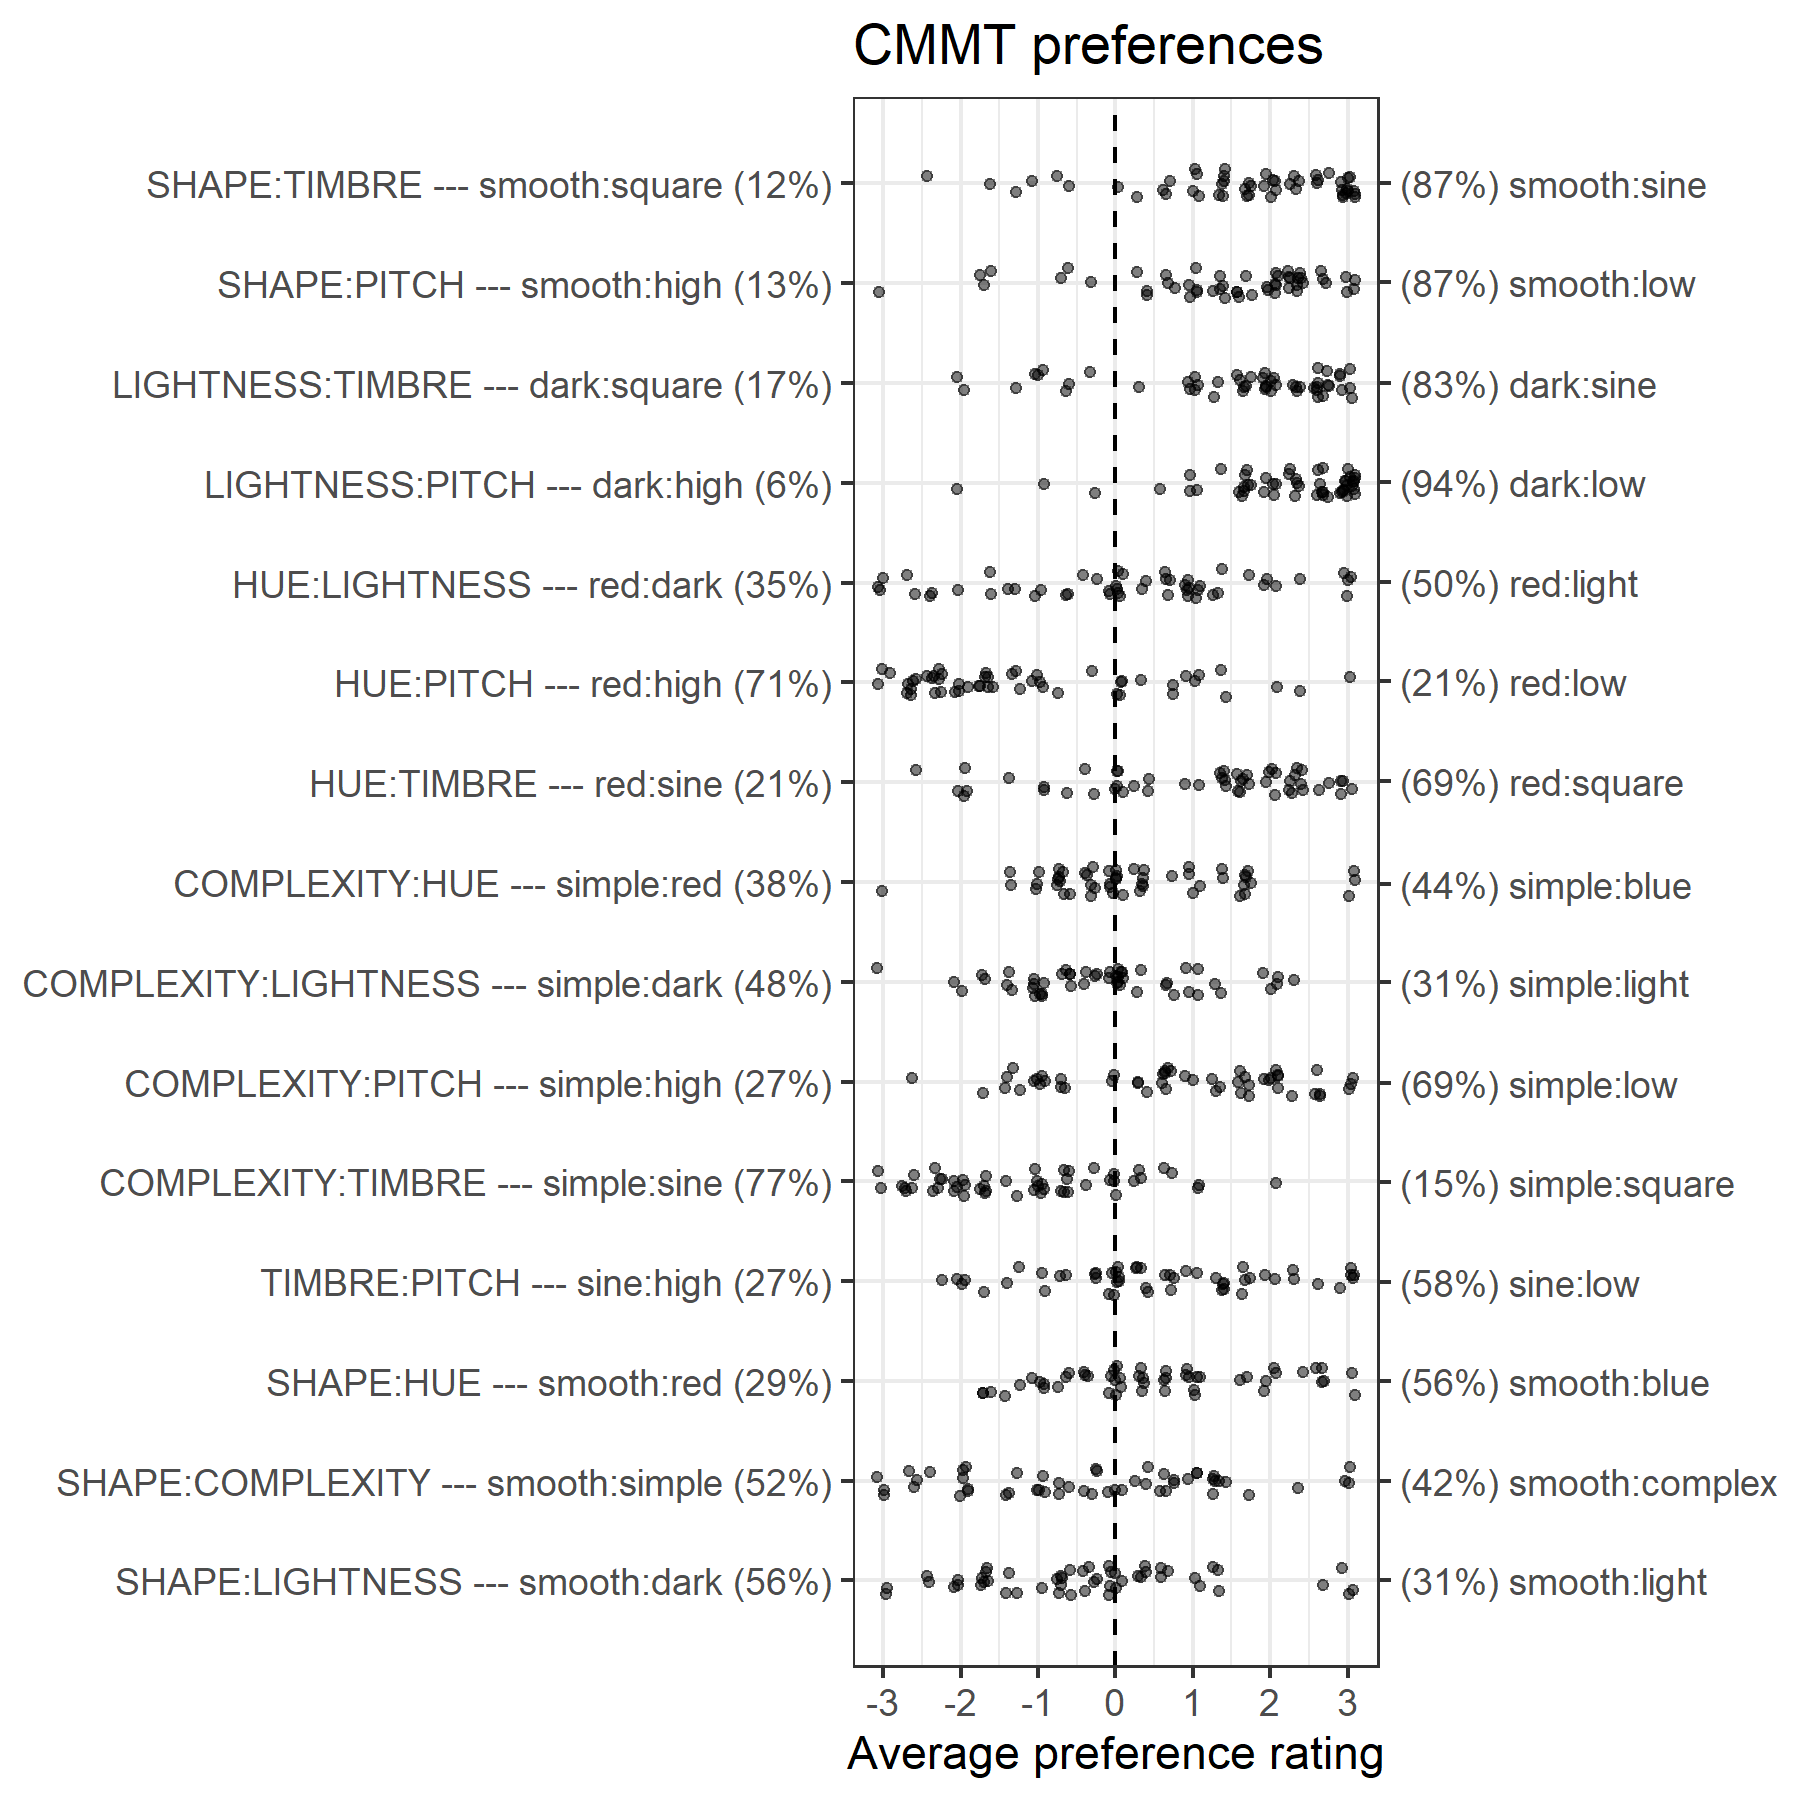 CMMT preferences
SHAPE:TIMBRE --- smooth:square (12%) (87%) smooth:sine
SHAPE:PITCH --- smooth:high (13%) (87%) smooth:low
LIGHTNESS:TIMBRE --- dark:square (17%) (83%) dark:sine
LIGHTNESS:PITCH --- dark:high (6%) (94%) dark:low
HUE:LIGHTNESS --- red:dark (35%) (50%) red:light
HUE:PITCH --- red:high (71%) (21%) red:low
HUE:TIMBRE --- red:sine (21%) (69%) red:square
COMPLEXITY:HUE --- simple:red (38%) (44%) simple:blue
COMPLEXITY:LIGHTNESS --- simple:dark (48%) (31%) simple:light
COMPLEXITY:PITCH --- simple:high (27%) (69%) simple:low
COMPLEXITY:TIMBRE --- simple:sine (77%) (15%) simple:square
TIMBRE:PITCH --- sine:high (27%) (58%) sine:low
SHAPE:HUE --- smooth:red (29%) (56%) smooth:blue
SHAPE:COMPLEXITY --- smooth:simple (52%) (42%) smooth:complex
SHAPE:LIGHTNESS --- smooth:dark (56%) (31%) smooth:light
-3 -2 -1 0 1 2 3
Average preference rating